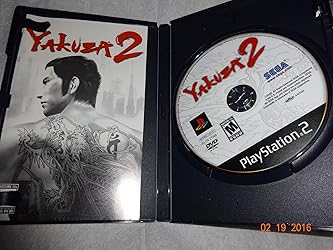 YAKUZA 2
YAKUZA 2
SEGA
M
DVD
PlayStation.2
02 19 2016